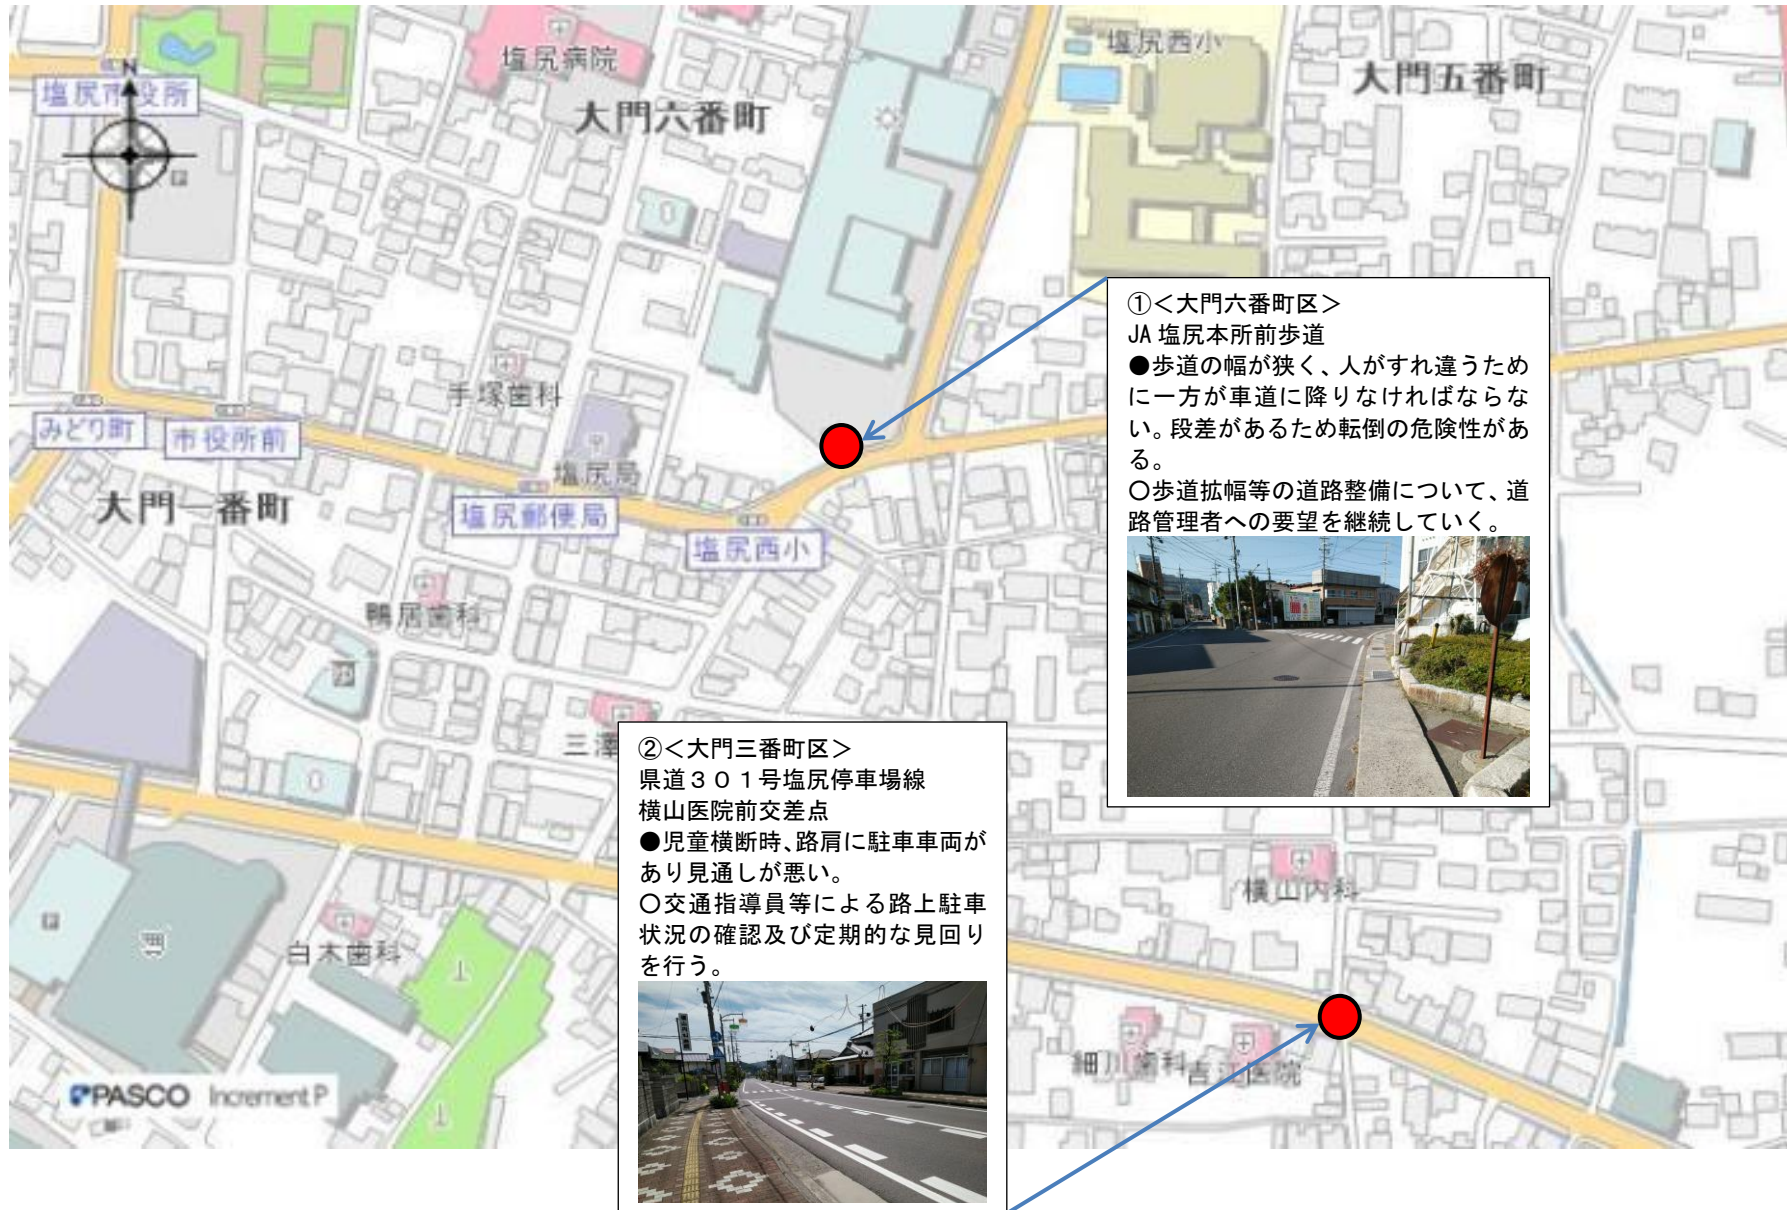 塩尻病院
塩尻西小
大門五番町
N
塩尻市役所
大門六番町
P
①<大門六番町区>
JA塩尻本所前歩道
●歩道の幅が狭く、人がすれ違うため
に一方が車道に降りなければならな
い。段差があるため転倒の危険性があ
る。
〇歩道拡幅等の道路整備について、道
路管理者への要望を継続していく。
手塚歯科
みどり町
市役所前
塩尻局
大門一番町
塩尻郵便局
塩尻西小
鴨居歯科
三澤
②<大門三番町区>
県道301号塩尻停車場線
横山医院前交差点
●児童横断時、路肩に駐車車両が
あり見通しが悪い。
〇交通指導員等による路上駐車
状況の確認及び定期的な見回り
を行う。
横山内科
P
白木歯科
細川歯科
吉江医院
PASCO Increment P